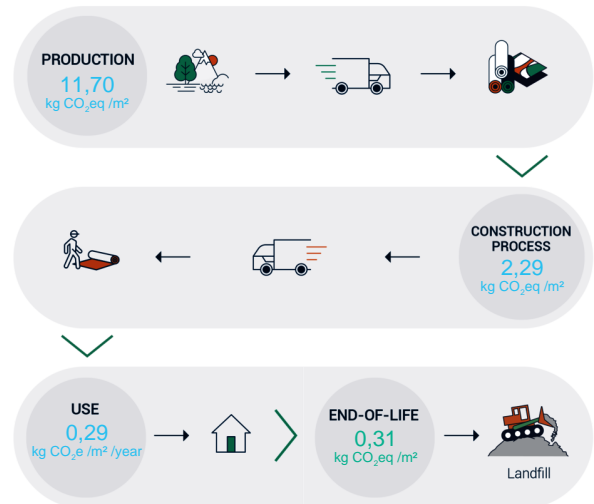 PRODUCTION
11,70
kg CO₂eq /m²
CONSTRUCTION
PROCESS
2,29
kg CO₂eq /m²
USE
0,29
kg CO₂e /m² /year
END-OF-LIFE
0,31
kg CO₂eq /m²
Landfill